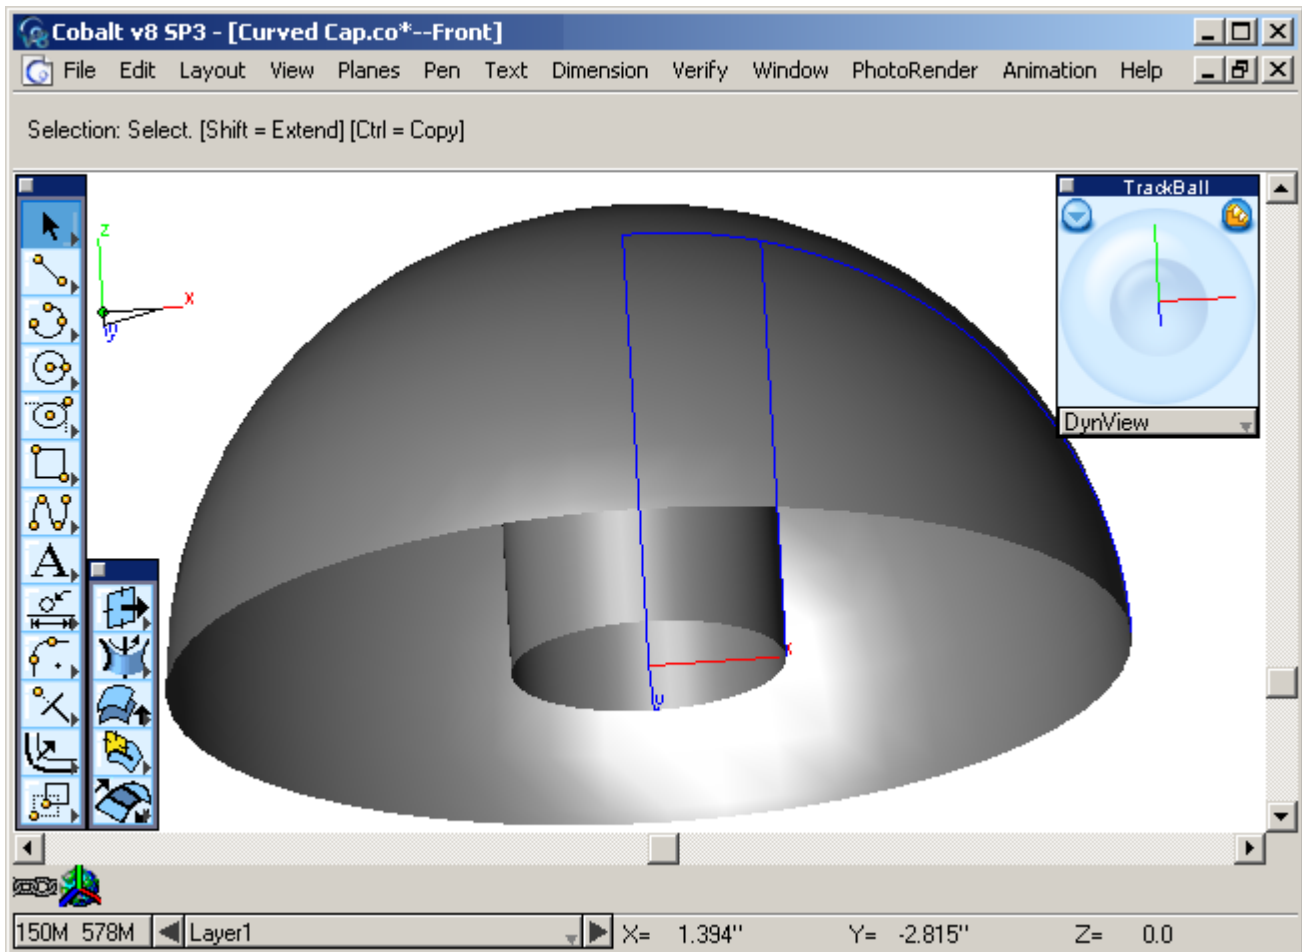 Cobalt v8 SP3 - [Curved Cap.co*--Front]
File Edit Layout View Planes Pen Text Dimension Verify Window PhotoRender Animation Help
Selection: Select. [Shift = Extend] [Ctrl = Copy]
TrackBall
z
x
y
DynView
x
y
A
150M 578M Layer1 X= 1.394" Y= -2.815" Z= 0.0